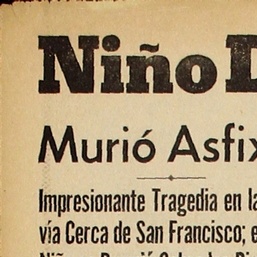 Niño D
Murió Asfix
Impresionante Tragedia en la
vía Cerca de San Francisco; e